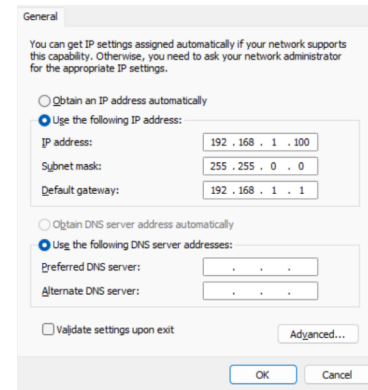 General
You can get IP settings assigned automatically if your network supports
this capability. Otherwise, you need to ask your network administrator
for the appropriate IP settings.
Obtain an IP address automatically
Use the following IP address:
IP address: 192 . 168 . 1 . 100
Subnet mask: 255 . 255 . 0 . 0
Default gateway: 192 . 168 . 1 . 1
Obtain DNS server address automatically
Use the following DNS server addresses:
Preferred DNS server: . . .
Alternate DNS server: . . .
Validate settings upon exit
Advanced...
OK Cancel